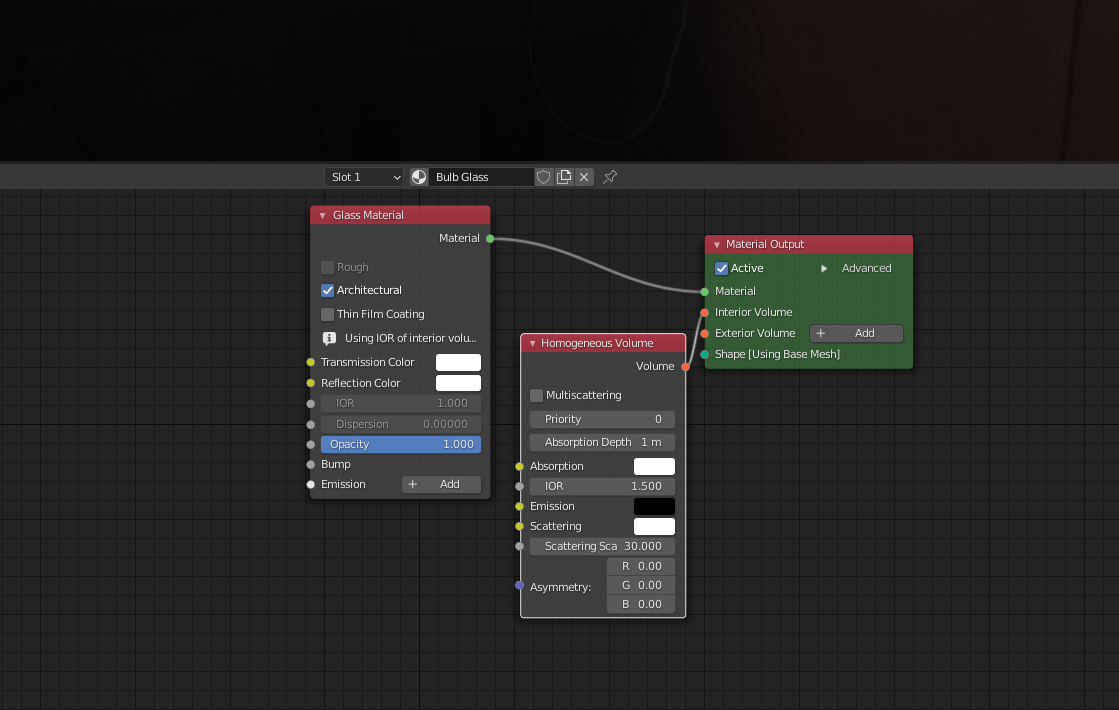 Slot 1
Bulb Glass
Glass Material
Material
Rough
Architectural
Thin Film Coating
Using IOR of interior volu...
Transmission Color
Reflection Color
IOR 1.000
Dispersion 0.00000
Opacity 1.000
Bump
Emission + Add
Homogeneous Volume
Volume
Multiscattering
Priority 0
Absorption Depth 1 m
Absorption
IOR 1.500
Emission
Scattering
Scattering Sca 30.000
Asymmetry:
R 0.00
G 0.00
B 0.00
Material Output
Active Advanced
Material
Interior Volume
Exterior Volume + Add
Shape [Using Base Mesh]